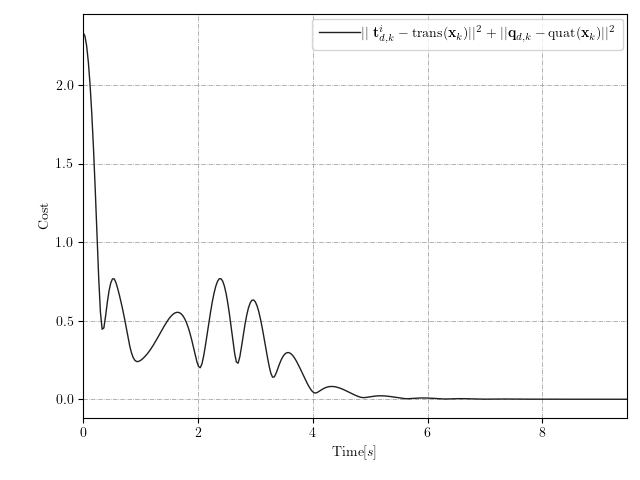 || t^i_{d,k} − trans(x_k)||^2 + ||q_{d,k} − quat(x_k)||^2
2.0
1.5
1.0
0.5
0.0
Cost
0 2 4 6 8
Time[s]